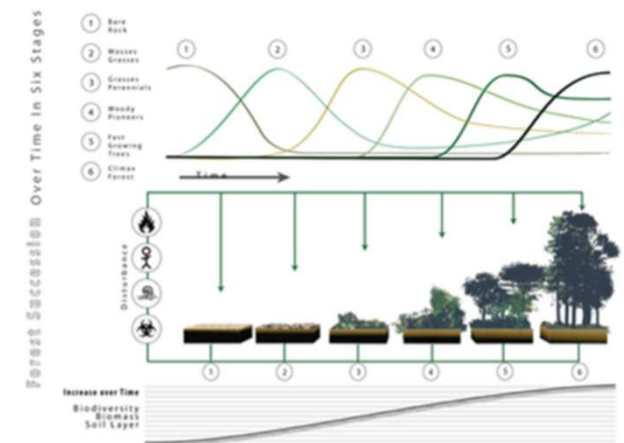 Forest Succession Over Time In Six Stages
1 Bare
Rock
2 Mosses
Grasses
3 Grasses
Perennials
4 Woody
Pioneers
5 Fast
Growing
Trees
6 Climax
Forest
1 2 3 4 5 6
Time
Disturbance
1 2 3 4 5 6
Increase over Time
Biodiversity
Biomass
Soil Layer